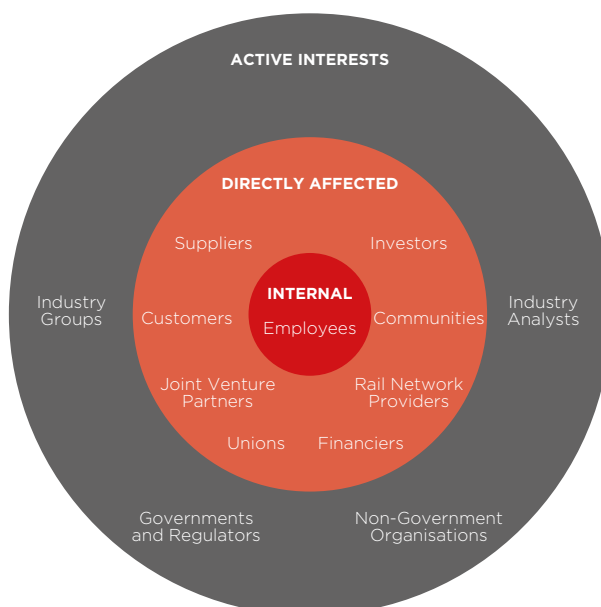 ACTIVE INTERESTS
DIRECTLY AFFECTED
Suppliers
Investors
INTERNAL
Employees
Industry
Groups
Customers
Communities
Industry
Analysts
Joint Venture
Partners
Rail Network
Providers
Unions
Financiers
Governments
and Regulators
Non-Government
Organisations